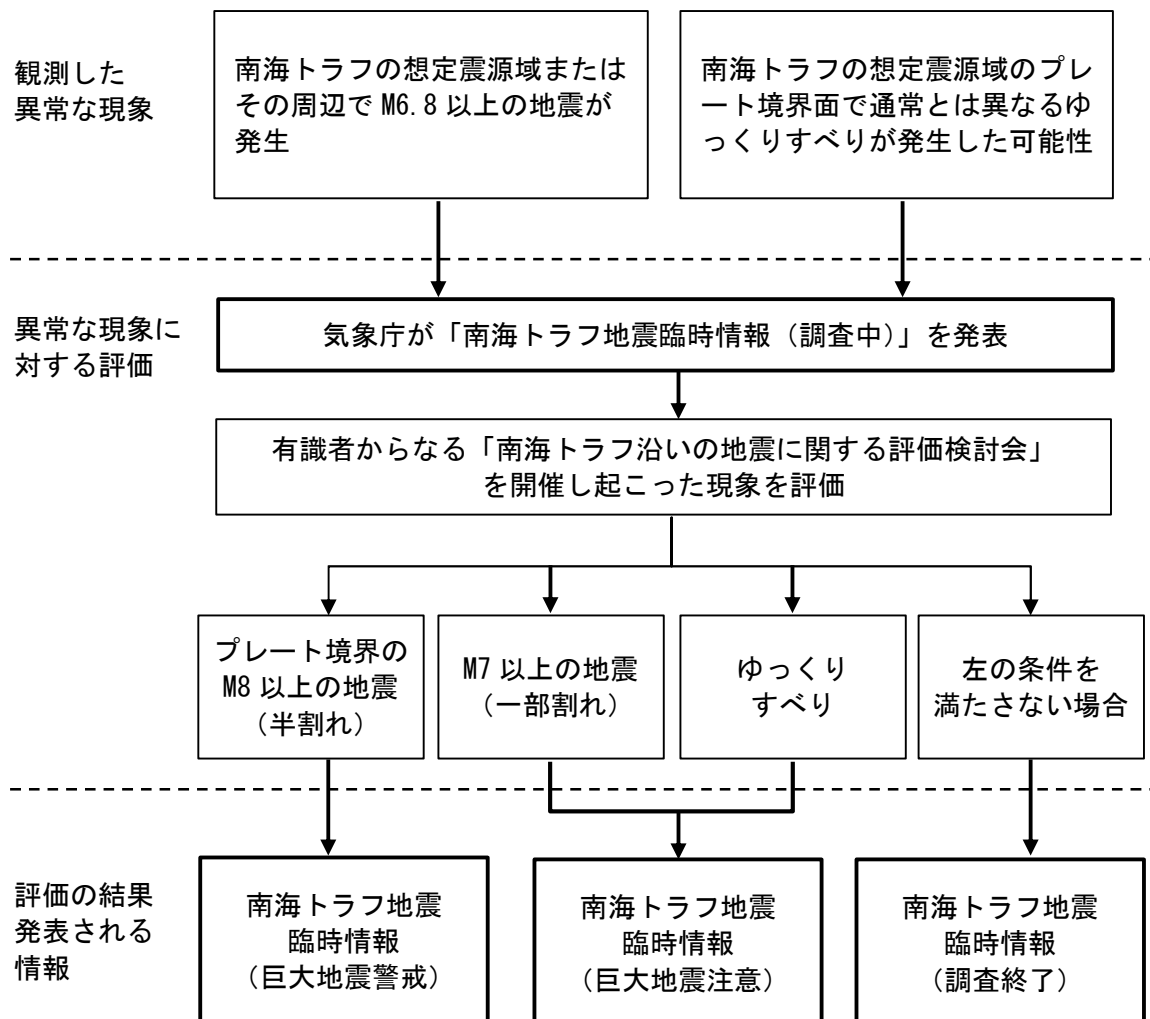 観測した
異常な現象
南海トラフの想定震源域または
その周辺で M6.8 以上の地震が
発生
南海トラフの想定震源域のプレ
ート境界面で通常とは異なるゆ
っくりすべりが発生した可能性
異常な現象に
対する評価
気象庁が「南海トラフ地震臨時情報（調査中）」を発表
有識者からなる「南海トラフ沿いの地震に関する評価検討会」
を開催し起こった現象を評価
プレート境界の
M8 以上の地震
（半割れ）
M7 以上の地震
（一部割れ）
ゆっくり
すべり
左の条件を
満たさない場合
評価の結果
発表される
情報
南海トラフ地震
臨時情報
（巨大地震警戒）
南海トラフ地震
臨時情報
（巨大地震注意）
南海トラフ地震
臨時情報
（調査終了）